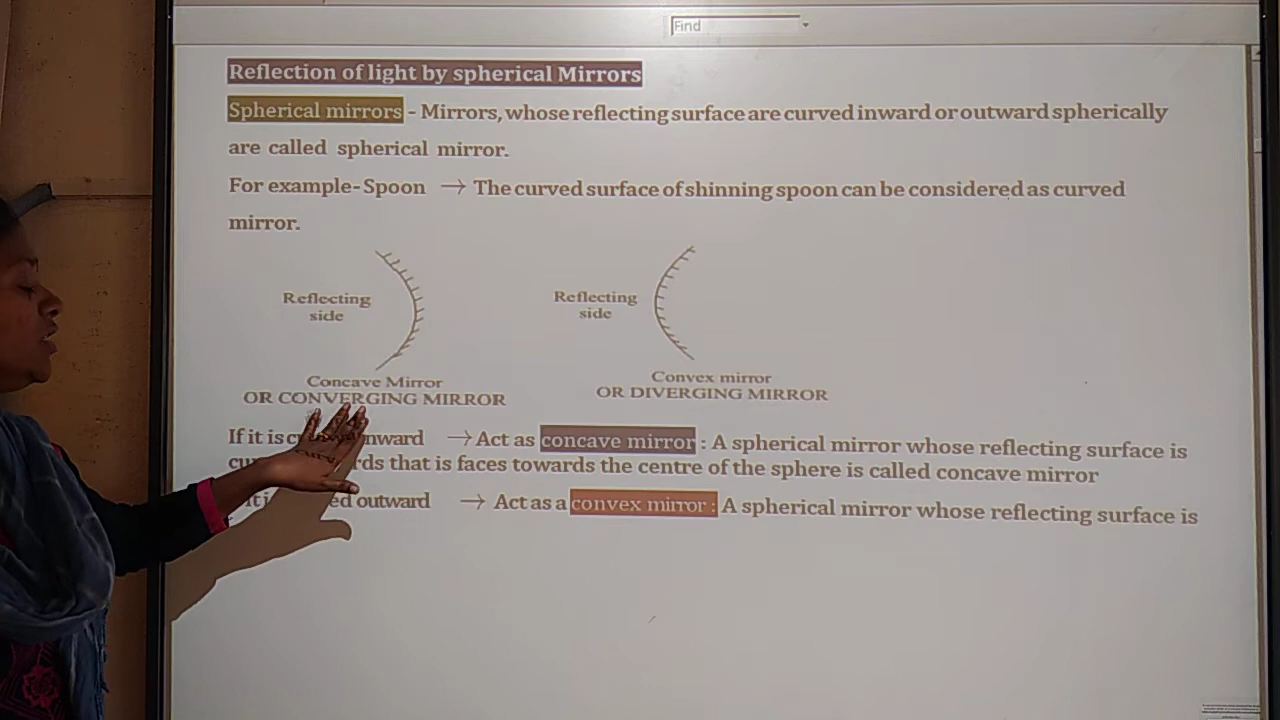 Find
Reflection of light by spherical Mirrors
Spherical mirrors - Mirrors, whose reflecting surface are curved inward or outward spherically
are called spherical mirror.
For example-Spoon → The curved surface of shinning spoon can be considered as curved
mirror.
Reflecting
side
Reflecting
side
Concave Mirror
OR CONVERGING MIRROR
Convex mirror
OR DIVERGING MIRROR
If it is nward → Act as concave mirror : A spherical mirror whose reflecting surface is
rds that is faces towards the centre of the sphere is called concave mirror
ed outward → Act as a convex mirror : A spherical mirror whose reflecting surface is